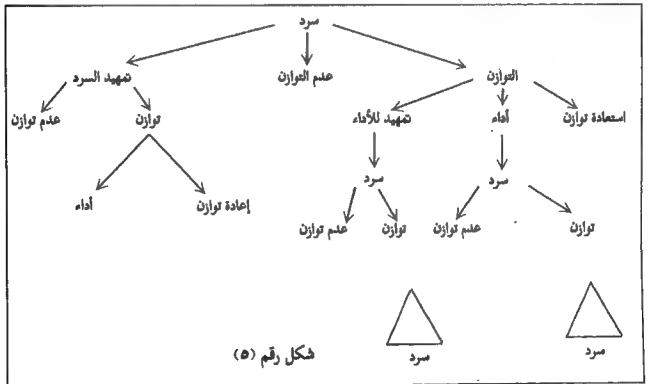 سرد
التوازن عدم التوازن تمهيد السرد
استعادة توازن أداء تمهيد للأداء توازن عدم توازن
سرد سرد
إعادة توازن أداء
توازن عدم توازن توازن عدم توازن
سرد سرد شكل رقم (٥)